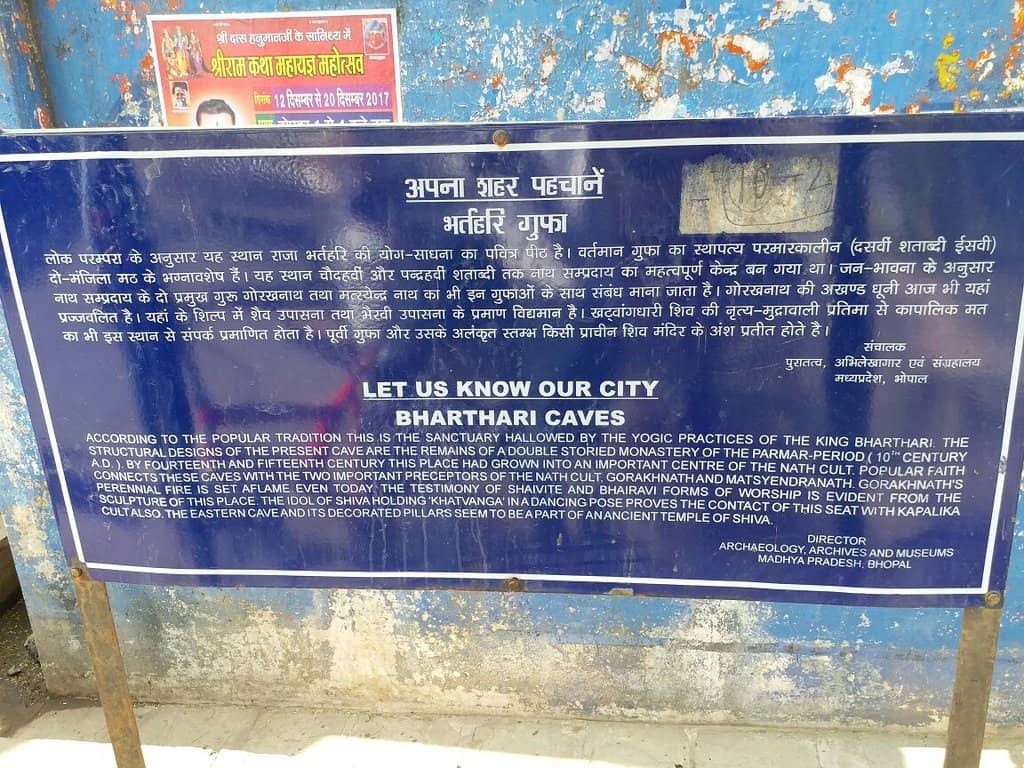 श्री दास हनुमानजी के सानिध्य में
श्रीराम कथा महायज्ञ महोत्सव
दिनांक 12 दिसम्बर से 20 दिसम्बर 2017
10-2
अपना शहर पहचानें
भर्तहरि गुफा
लोक परम्परा के अनुसार यह स्थान राजा भर्तहरि की योग-साधना का पवित्र पीठ है। वर्तमान गुफा का स्थापत्य परमारकालीन (दसवीं शताब्दी ईसवी)
दो-मंजिला मठ के भग्नावशेष हैं। यह स्थान चौदहवीं और पन्द्रहवीं शताब्दी तक नाथ सम्प्रदाय का महत्वपूर्ण केन्द्र बन गया था। जन-भावना के अनुसार
नाथ सम्प्रदाय के दो प्रमुख गुरु गोरखनाथ तथा मत्स्येन्द्र नाथ का भी इन गुफाओं के साथ संबंध माना जाता है। गोरखनाथ की अखण्ड धूनी आज भी यहां
प्रज्जवलित है। यहां के शिल्प में शैव उपासना तथा भैरवी उपासना के प्रमाण विद्यमान है। खट्वांगधारी शिव की नृत्य-मुद्रावाली प्रतिमा से कापालिक मत
का भी इस स्थान से संपर्क प्रमाणित होता है। पूर्वी गुफा और उसके अलंकृत स्तम्भ किसी प्राचीन शिव मंदिर के अंश प्रतीत होते है।
संचालक
पुरातत्व, अभिलेखागार एवं संग्रहालय
मध्यप्रदेश, भोपाल
LET US KNOW OUR CITY
BHARTHARI CAVES
ACCORDING TO THE POPULAR TRADITION THIS IS THE SANCTUARY HALLOWED BY THE YOGIC PRACTICES OF THE KING BHARTHARI. THE
STRUCTURAL DESIGNS OF THE PRESENT CAVE ARE THE REMAINS OF A DOUBLE STORIED MONASTERY OF THE PARMAR-PERIOD ( 10TH CENTURY
A.D. ). BY FOURTEENTH AND FIFTEENTH CENTURY THIS PLACE HAD GROWN INTO AN IMPORTANT CENTRE OF THE NATH CULT. POPULAR FAITH
CONNECTS THESE CAVES WITH THE TWO IMPORTANT PRECEPTORS OF THE NATH CULT, GORAKHNATH AND MATSYENDRANATH. GORAKHNATH'S
PERENNIAL FIRE IS SET AFLAME EVEN TODAY. THE TESTIMONY OF SHAIVITE AND BHAIRAVI FORMS OF WORSHIP IS EVIDENT FROM THE
SCULPTURE OF THIS PLACE. THE IDOL OF SHIVA HOLDING 'KHATVANGA' IN A DANCING POSE PROVES THE CONTACT OF THIS SEAT WITH KAPALIKA
CULT ALSO. THE EASTERN CAVE AND ITS DECORATED PILLARS SEEM TO BE A PART OF AN ANCIENT TEMPLE OF SHIVA.
DIRECTOR
ARCHAEOLOGY, ARCHIVES AND MUSEUMS
MADHYA PRADESH, BHOPAL